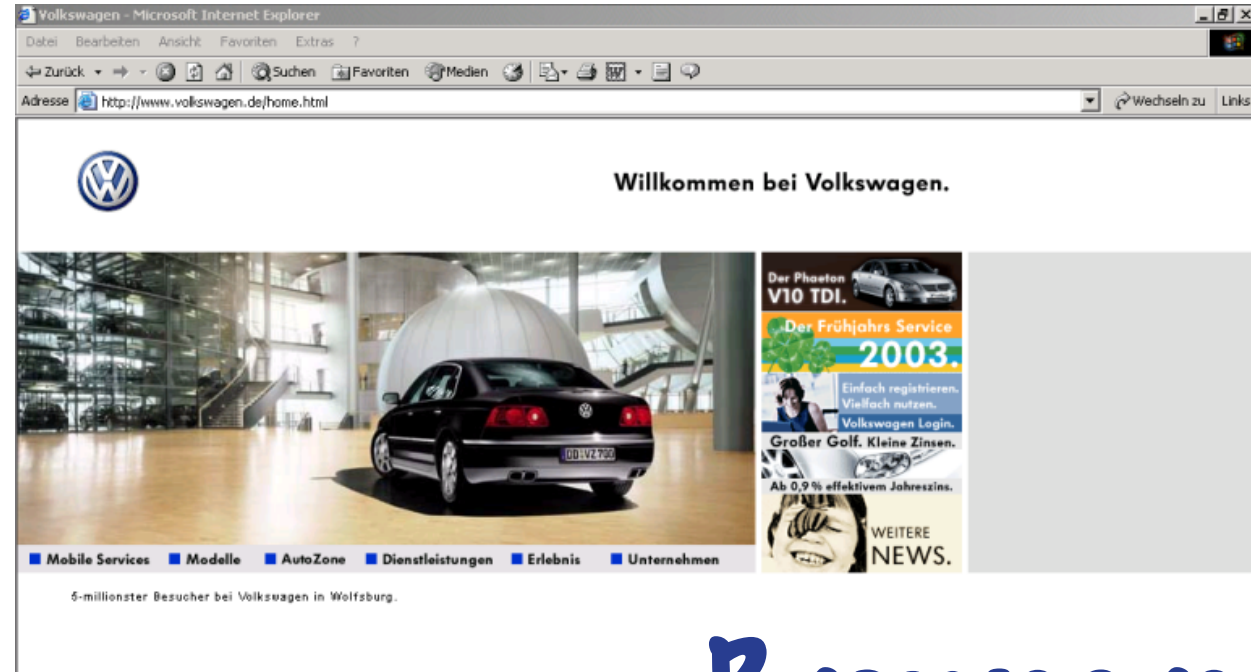 Volkswagen - Microsoft Internet Explorer
Datei Bearbeiten Ansicht Favoriten Extras ?
Zurück Suchen Favoriten Medien
Adresse http://www.volkswagen.de/home.html Wechseln zu Links
Willkommen bei Volkswagen.
Der Phaeton
V10 TDI.
Der Frühjahrs Service
2003.
Einfach registrieren.
Vielfach nutzen.
Volkswagen Login.
Großer Golf. Kleine Zinsen.
Ab 0,9 % effektivem Jahreszins.
WEITERE
NEWS.
DD:VZ 700
Mobile Services Modelle AutoZone Dienstleistungen Erlebnis Unternehmen
5-millionster Besucher bei Volkswagen in Wolfsburg.